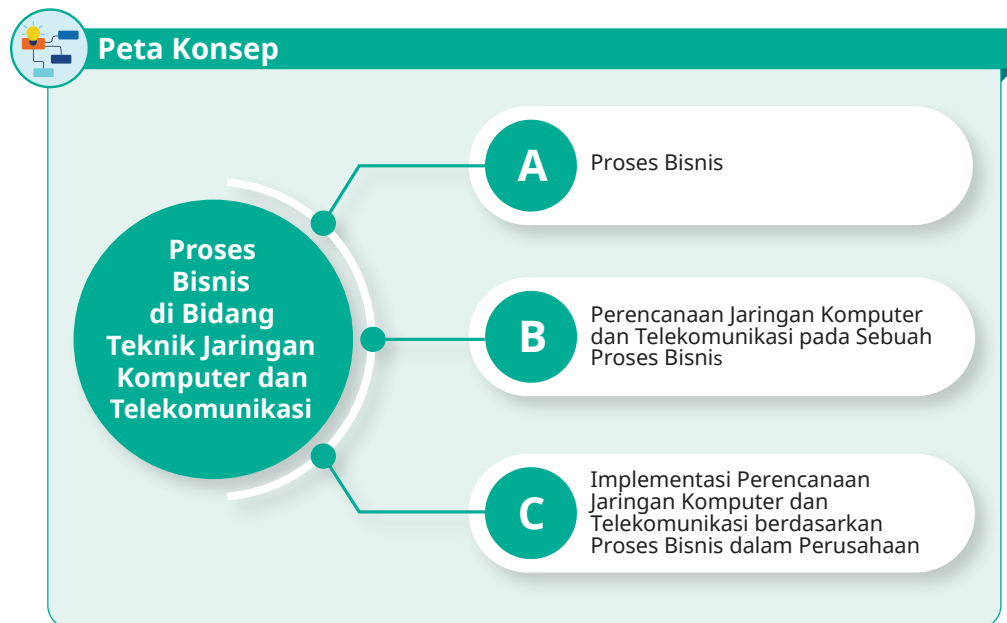 Peta Konsep
Proses
Bisnis
di Bidang
Teknik Jaringan
Komputer dan
Telekomunikasi
A
Proses Bisnis
B
Perencanaan Jaringan Komputer
dan Telekomunikasi pada Sebuah
Proses Bisnis
C
Implementasi Perencanaan
Jaringan Komputer dan
Telekomunikasi berdasarkan
Proses Bisnis dalam Perusahaan